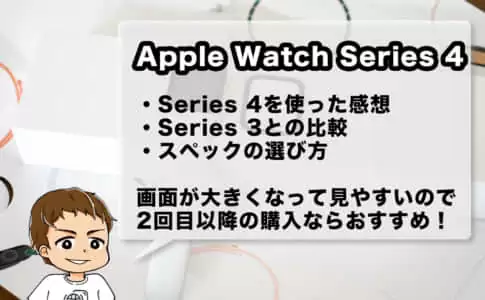 Apple Watch Series 4
・Series 4を使った感想
・Series 3との比較
・スペックの選び方
画面が大きくなって見やすいので
2回目以降の購入ならおすすめ！